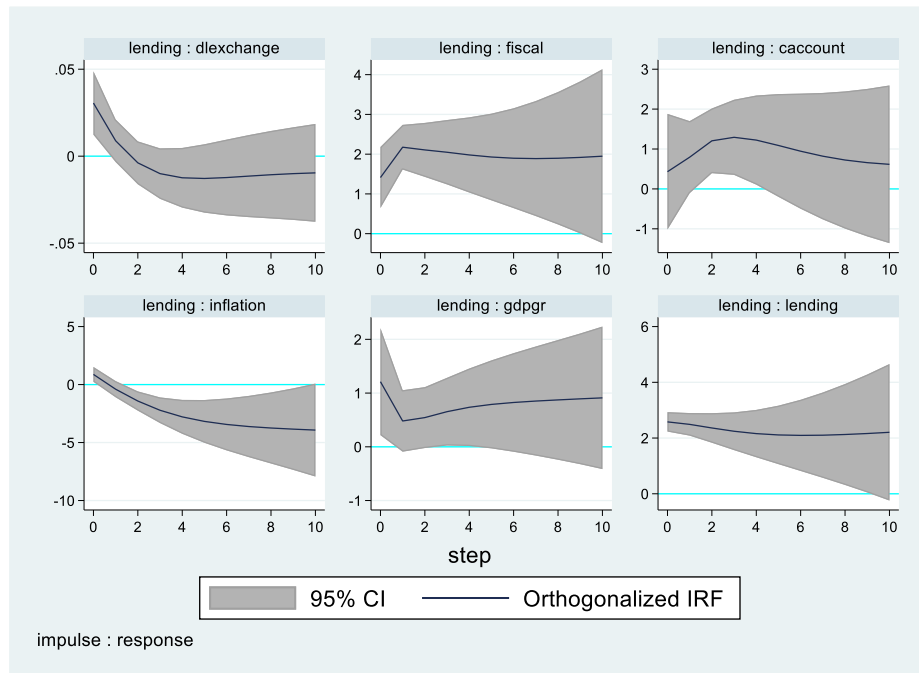 lending : dlexchange
lending : fiscal
lending : caccount
.05
0
-.05
0 2 4 6 8 10
4
3
2
1
0
0 2 4 6 8 10
3
2
1
0
-1
0 2 4 6 8 10
lending : inflation
lending : gdpgr
lending : lending
5
0
-5
-10
0 2 4 6 8 10
2
1
0
-1
0 2 4 6 8 10
6
4
2
0
0 2 4 6 8 10
step
95% CI
Orthogonalized IRF
impulse : response